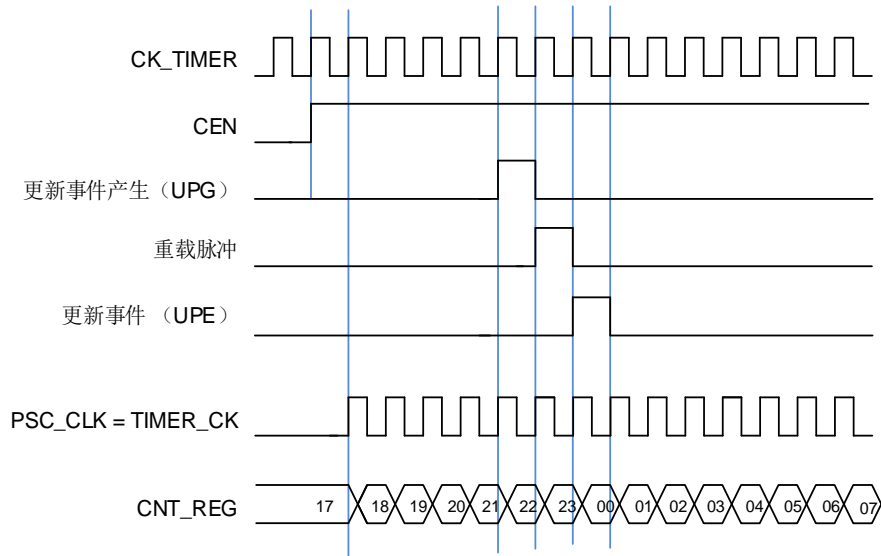 CK_TIMER
CEN
更新事件产生（UPG）
重载脉冲
更新事件 （UPE）
PSC_CLK = TIMER_CK
CNT_REG 17 18 19 20 21 22 23 00 01 02 03 04 05 06 07